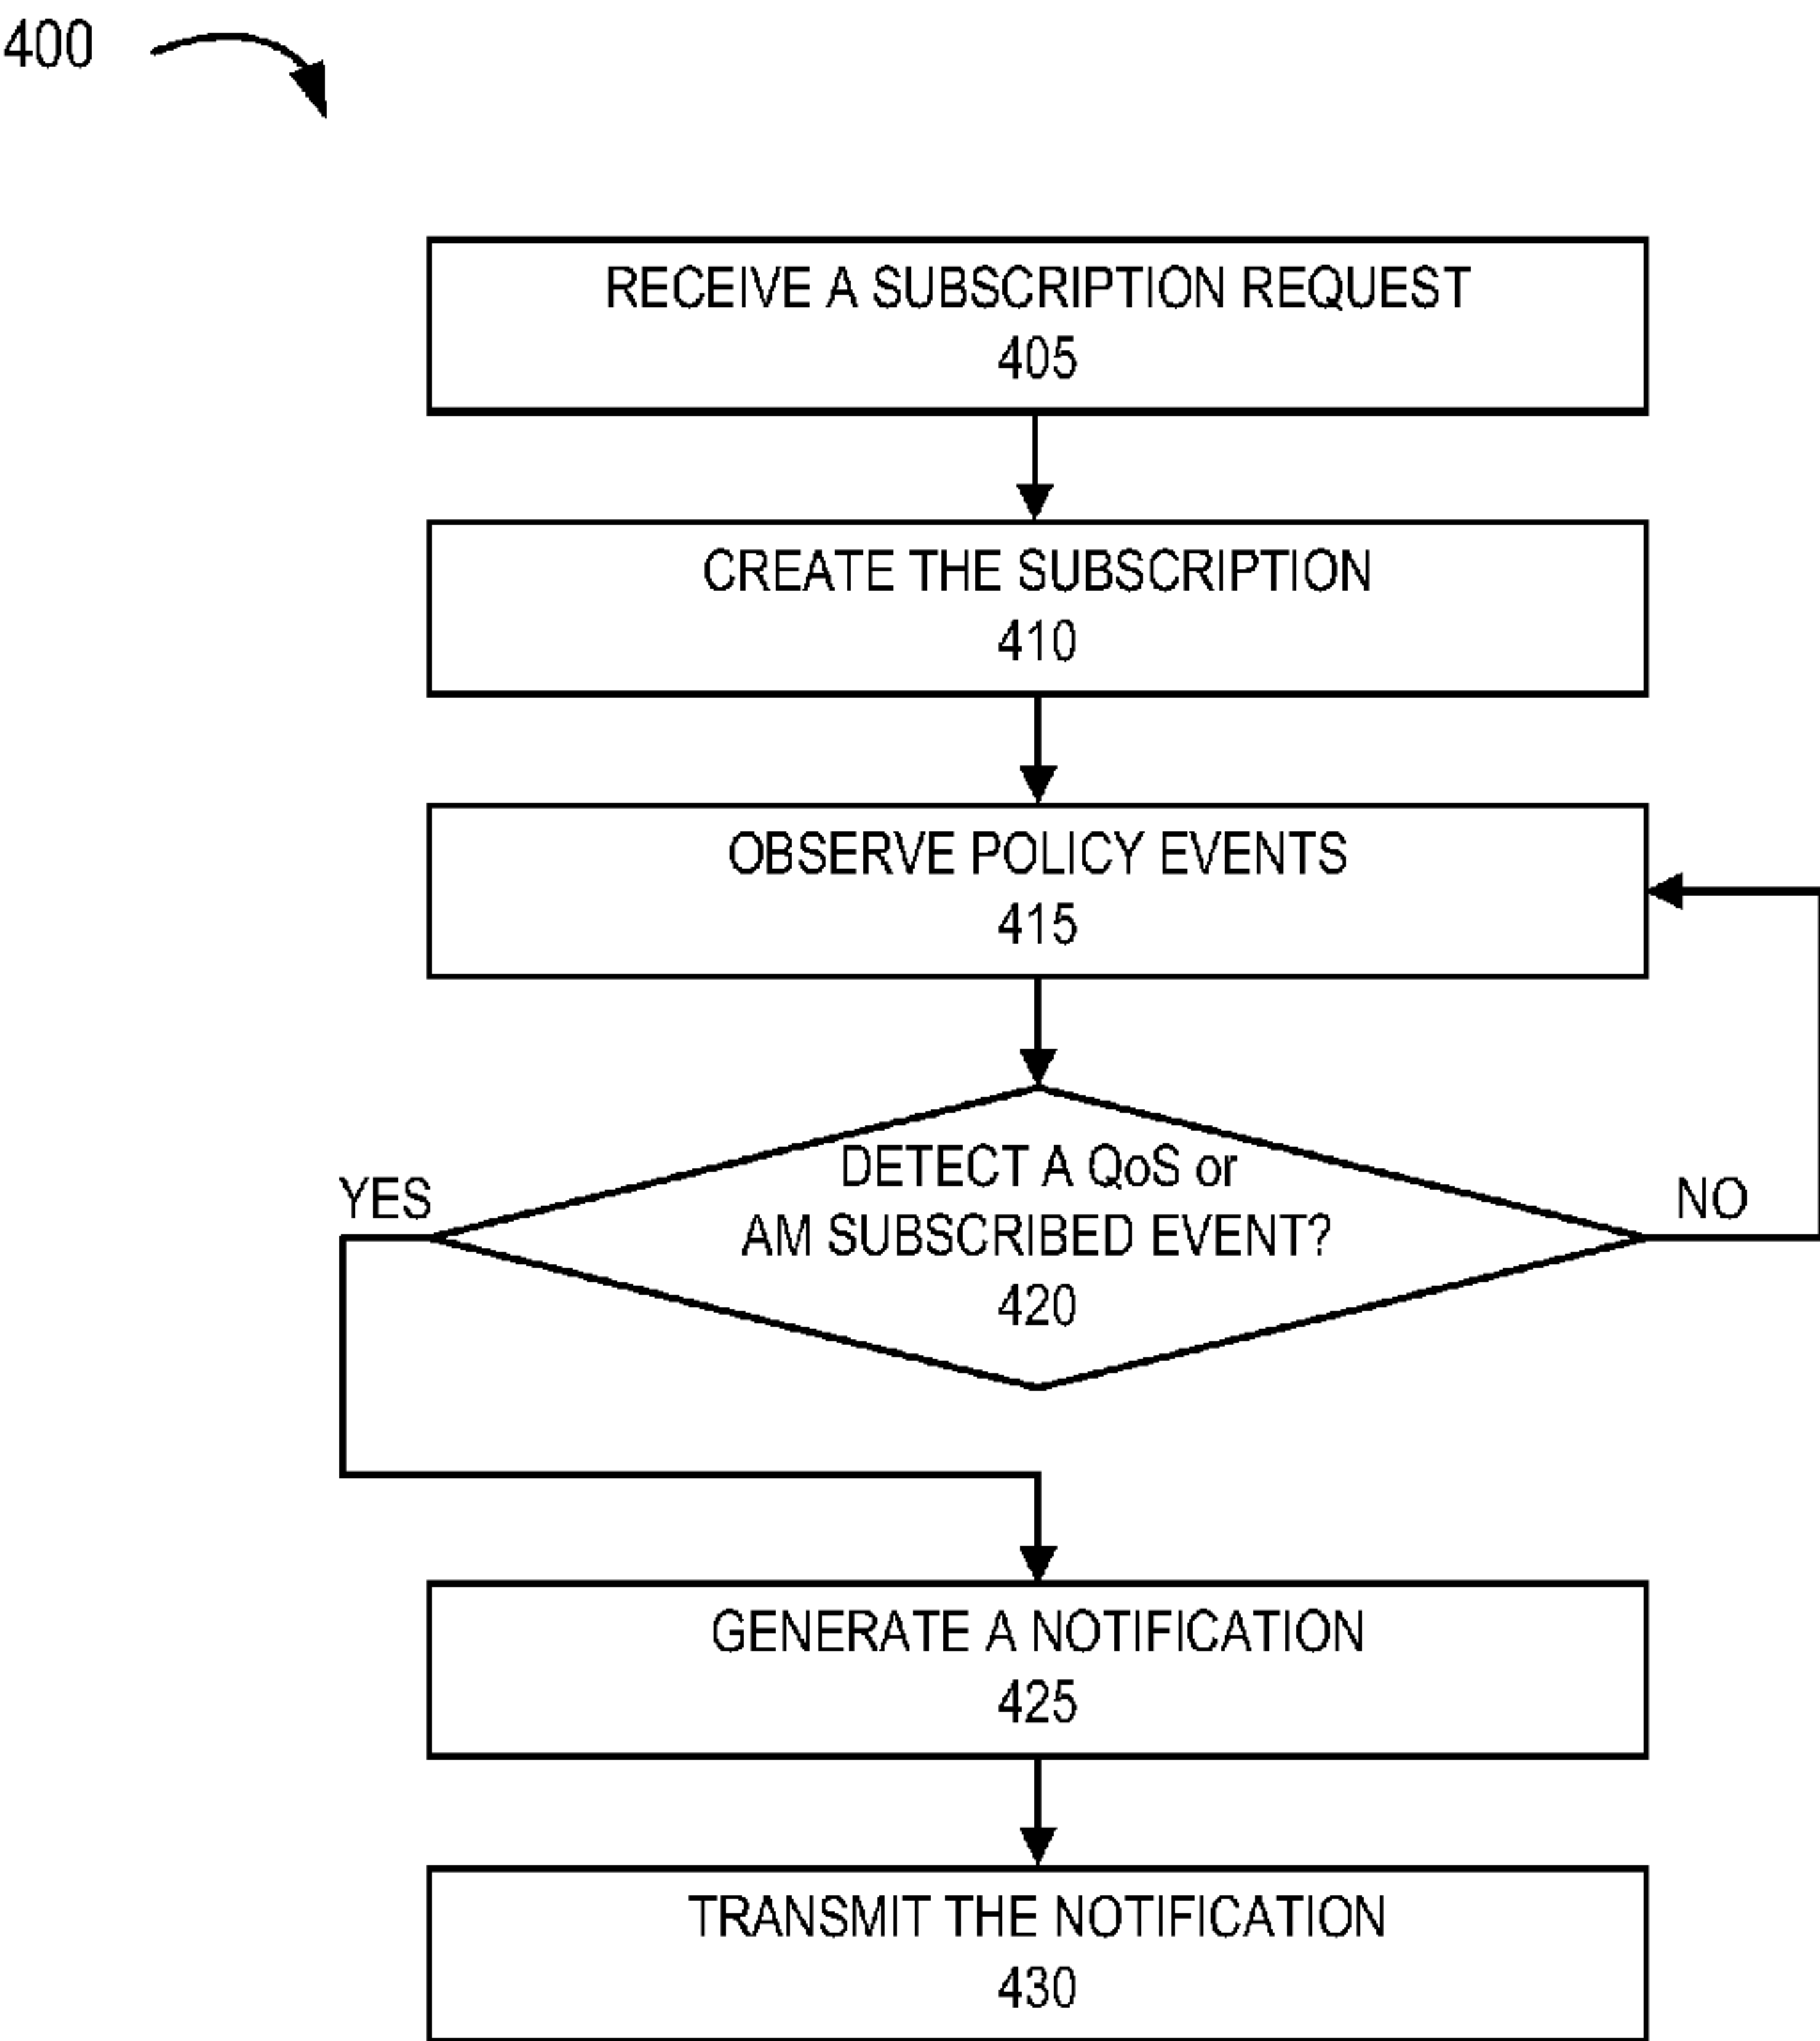 400
RECEIVE A SUBSCRIPTION REQUEST
405
CREATE THE SUBSCRIPTION
410
OBSERVE POLICY EVENTS
415
DETECT A QoS or
AM SUBSCRIBED EVENT?
420
YES
NO
GENERATE A NOTIFICATION
425
TRANSMIT THE NOTIFICATION
430